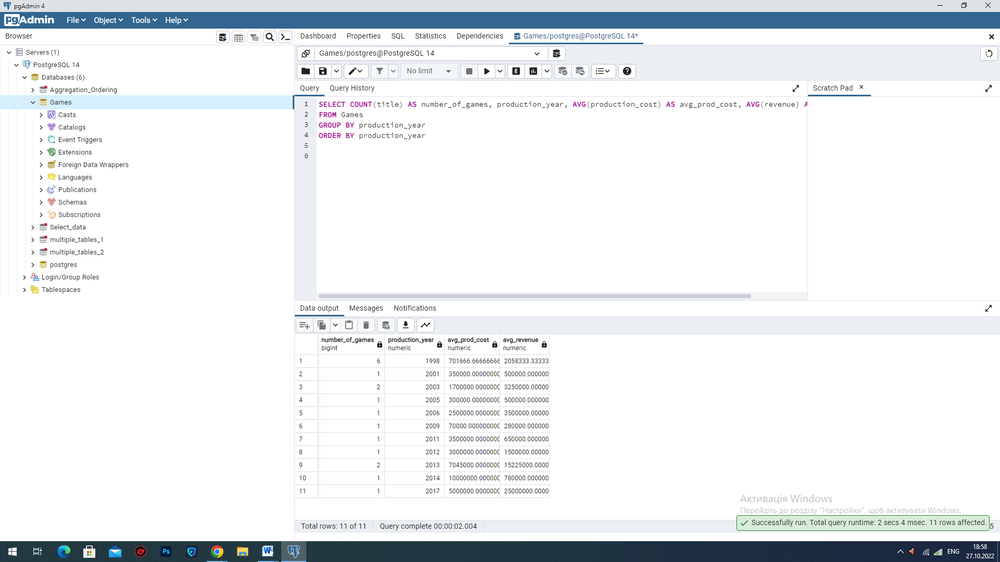 pgAdmin 4
pgAdmin File Object Tools Help
Browser
Dashboard Properties SQL Statistics Dependencies Games/postgres@PostgreSQL 14*
Servers (1)
PostgreSQL 14
Databases (6)
Aggregation_Ordering
Games
Casts
Catalogs
Event Triggers
Extensions
Foreign Data Wrappers
Languages
Publications
Schemas
Subscriptions
Select_data
multiple_tables_1
multiple_tables_2
postgres
Login/Group Roles
Tablespaces
Games/postgres@PostgreSQL 14
No limit
E
Query Query History
Scratch Pad
1 SELECT COUNT(title) AS number_of_games, production_year, AVG(production_cost) AS avg_prod_cost, AVG(revenue) A
2 FROM Games
3 GROUP BY production_year
4 ORDER BY production_year
5
6
Data output Messages Notifications
number_of_games production_year avg_prod_cost avg_revenue
bigint numeric numeric numeric
1 6 1998 701666.66666666 2058333.33333
2 1 2001 350000.00000000 500000.000000
3 2 2003 1700000.0000000 3250000.00000
4 1 2005 300000.00000000 500000.000000
5 1 2006 2500000.0000000 3500000.00000
6 1 2009 70000.000000000 280000.000000
7 1 2011 3500000.0000000 650000.000000
8 1 2012 3000000.0000000 1500000.00000
9 2 2013 7045000.0000000 15225000.0000
10 1 2014 10000000.000000 780000.000000
11 1 2017 5000000.0000000 25000000.0000
Активація Windows
Перейдіть до розділу "Настройки", щоб активувати Windows.
Successfully run. Total query runtime: 2 secs 4 msec. 11 rows affected.
Total rows: 11 of 11 Query complete 00:00:02.004
5
Ps
W
ENG
18:58
27.10.2022